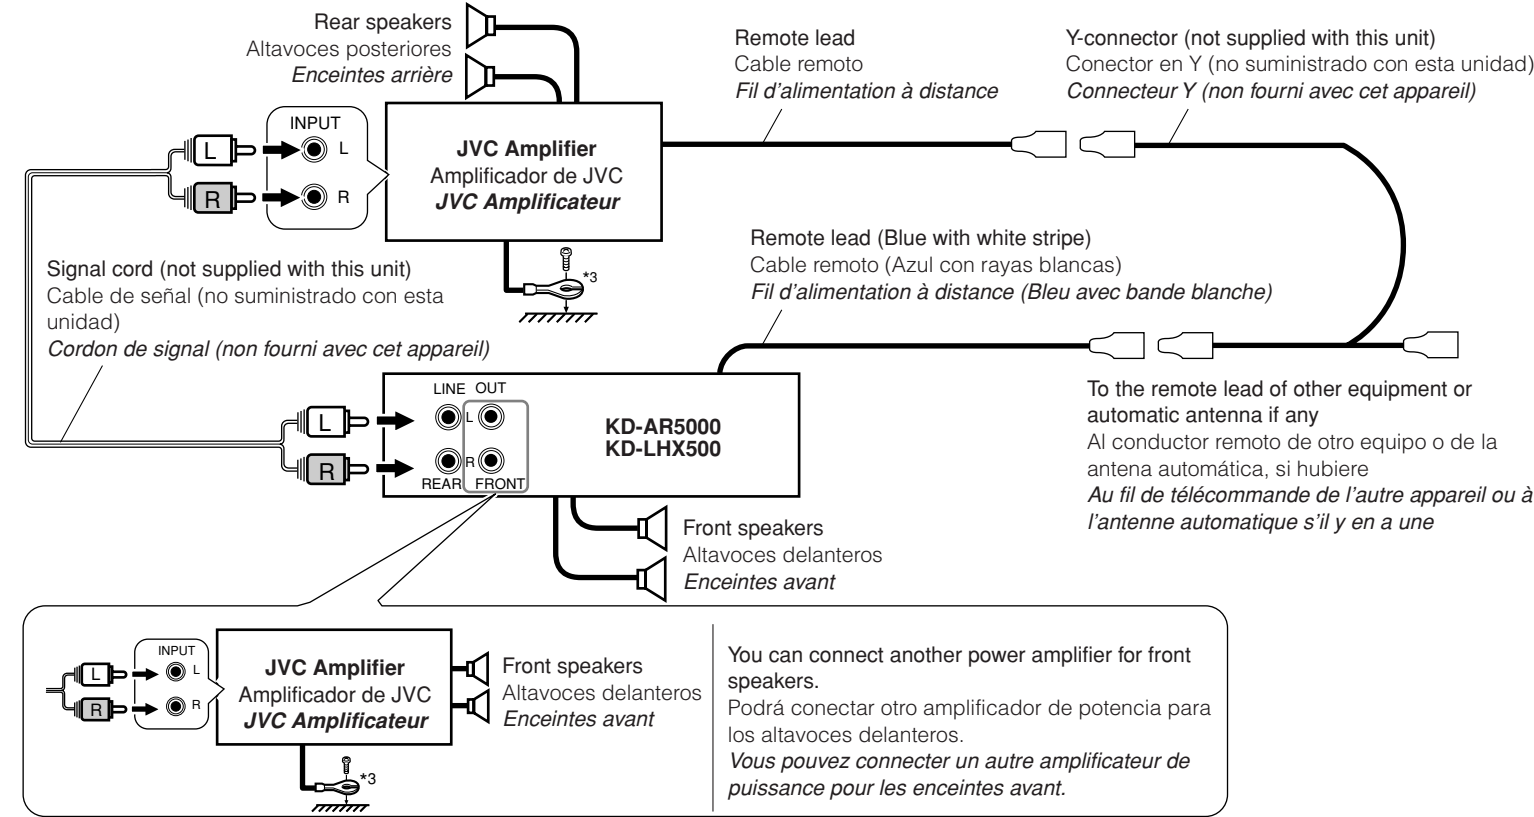 Rear speakers
Altavoces posteriores
Enceintes arrière
Remote lead
Cable remoto
Fil d'alimentation à distance
Y-connector (not supplied with this unit)
Conector en Y (no suministrado con esta unidad)
Connecteur Y (non fourni avec cet appareil)
INPUT
L
L
R
R
JVC Amplifier
Amplificador de JVC
JVC Amplificateur
*3
Signal cord (not supplied with this unit)
Cable de señal (no suministrado con esta
unidad)
Cordon de signal (non fourni avec cet appareil)
Remote lead (Blue with white stripe)
Cable remoto (Azul con rayas blancas)
Fil d'alimentation à distance (Bleu avec bande blanche)
LINE OUT
L
L
R
R
REAR FRONT
KD-AR5000
KD-LHX500
To the remote lead of other equipment or
automatic antenna if any
Al conductor remoto de otro equipo o de la
antena automática, si hubiere
Au fil de télécommande de l'autre appareil ou à
l'antenne automatique s'il y en a une
Front speakers
Altavoces delanteros
Enceintes avant
INPUT
L
L
R
R
JVC Amplifier
Amplificador de JVC
JVC Amplificateur
*3
Front speakers
Altavoces delanteros
Enceintes avant
You can connect another power amplifier for front
speakers.
Podrá conectar otro amplificador de potencia para
los altavoces delanteros.
Vous pouvez connecter un autre amplificateur de
puissance pour les enceintes avant.